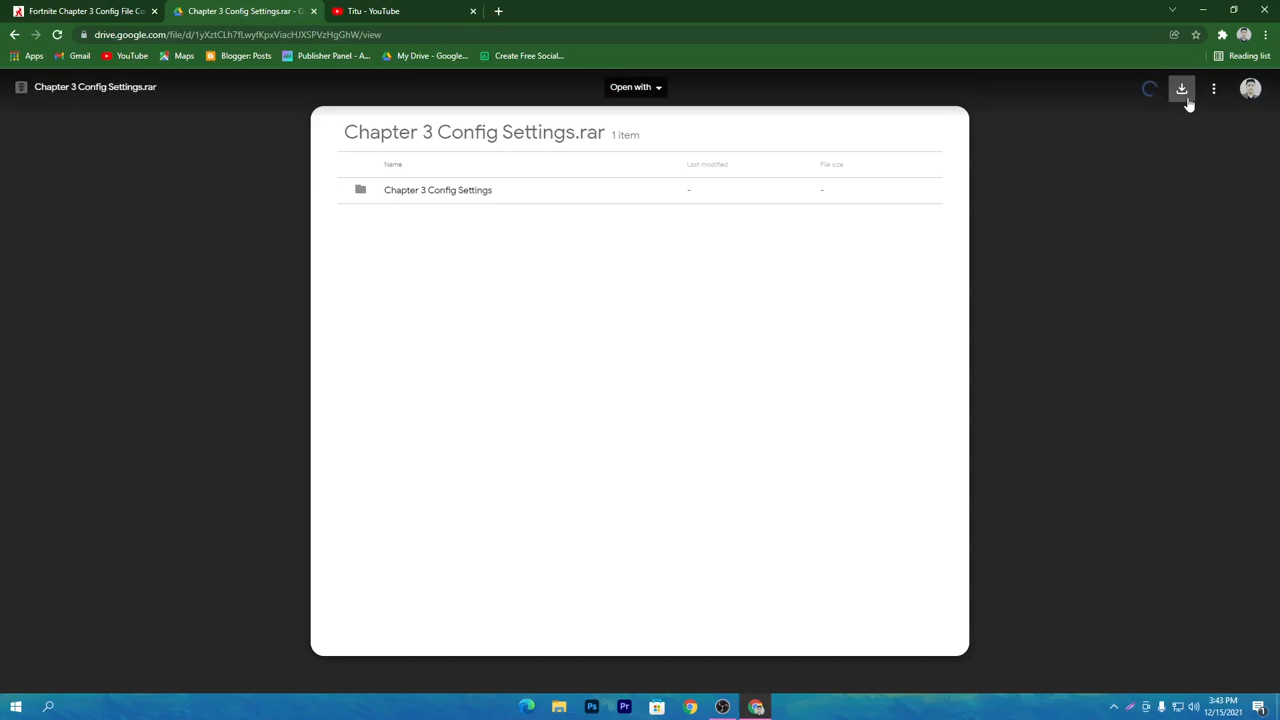 Fortnite Chapter 3 Config File Co
Chapter 3 Config Settings.rar - G
Titu - YouTube
drive.google.com/file/d/1yXztCLh7fLwyfKpxViacHJXSPVzHgGhW/view
Apps
Gmail
YouTube
Maps
Blogger: Posts
Publisher Panel - A...
My Drive - Google...
Create Free Social...
Reading list
Chapter 3 Config Settings.rar
Open with
Chapter 3 Config Settings.rar 1 item
Name Last modified File size
Chapter 3 Config Settings - -
Ps
Pr
3:43 PM
12/15/2021
1